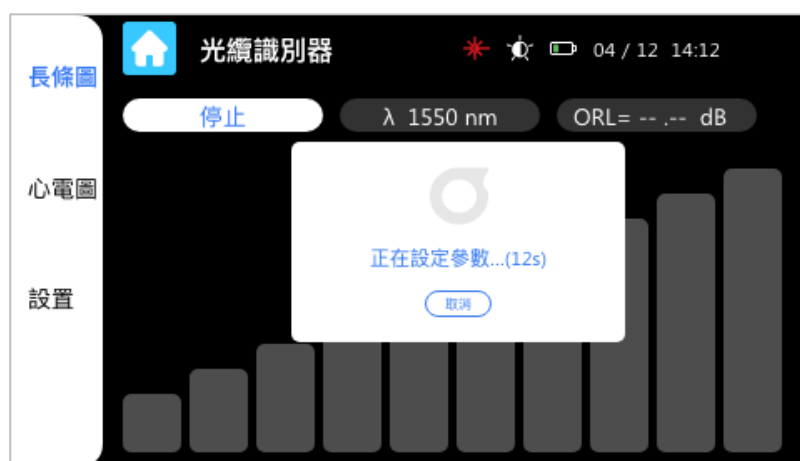 光纜識別器
04 / 12 14:12
長條圖
停止
λ 1550 nm
ORL= -- .-- dB
心電圖
正在設定參數...(12s)
取消
設置